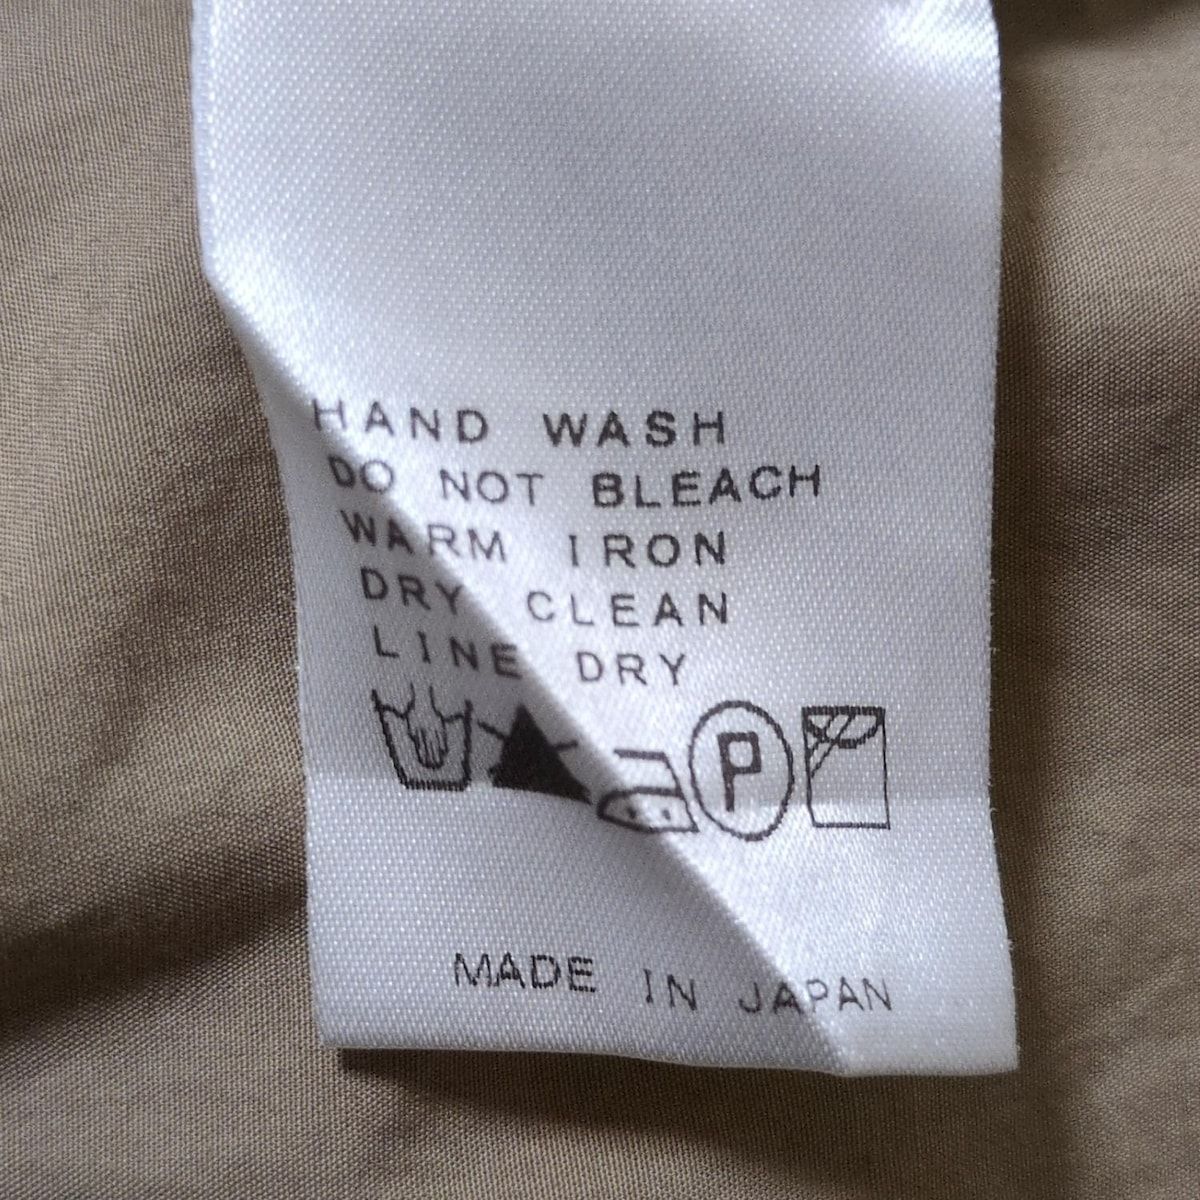 HAND WASH
DO NOT BLEACH
WARM IRON
DRY CLEAN
LINE DRY
P
MADE IN JAPAN